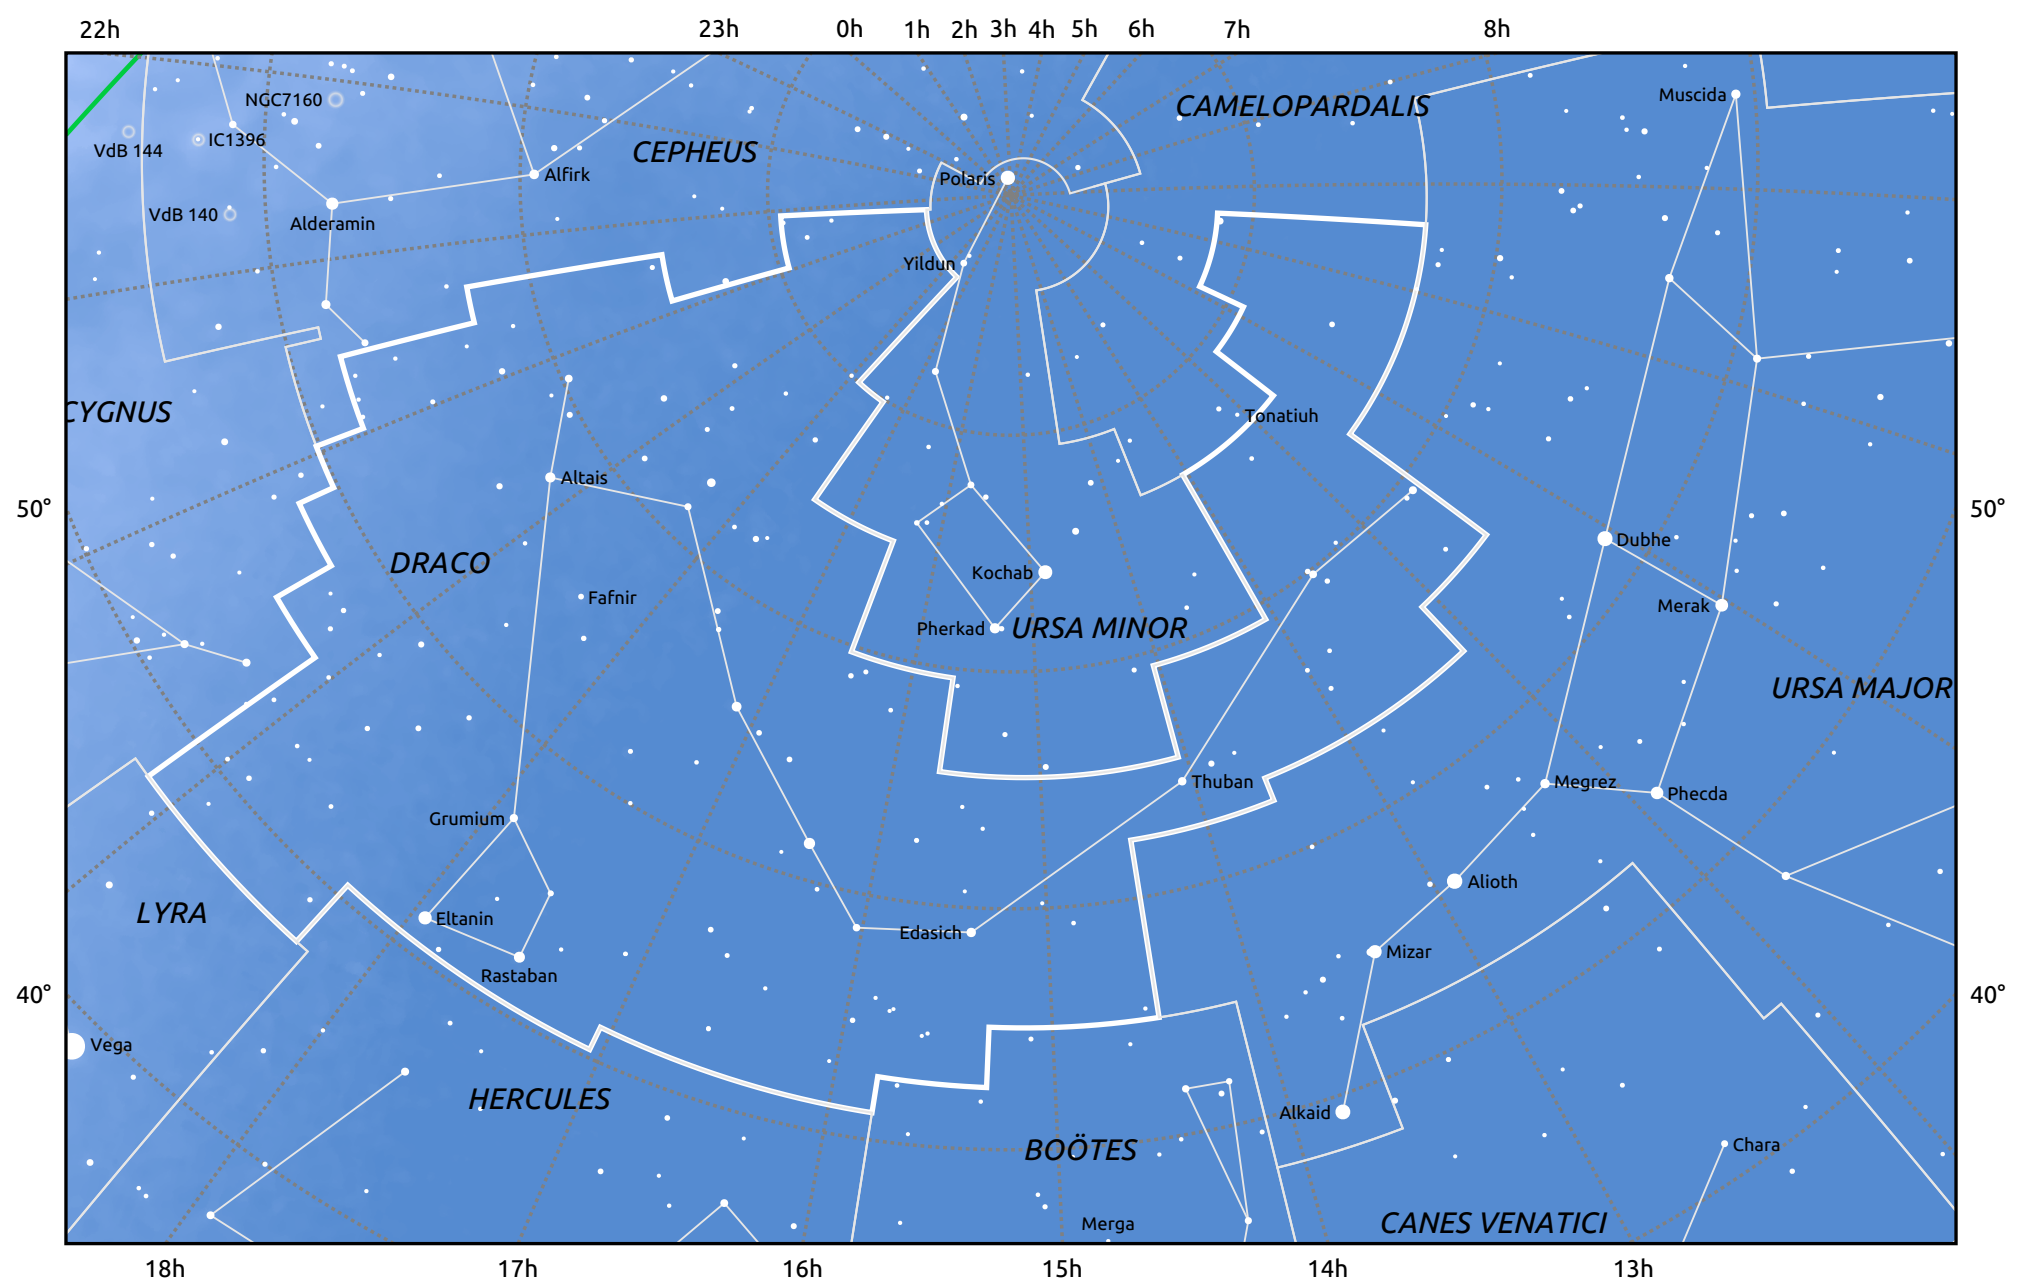 22h 23h 0h 1h 2h 3h 4h 5h 6h 7h 8h
Muscida
NGC7160
CAMELOPARDALIS
IC1396
VdB 144
CEPHEUS
Alfirk
Polaris
VdB 140
Alderamin
Yildun
CYGNUS
Tonatiuh
Altais
50° 50°
Dubhe
DRACO
Kochab
Fafnir
Merak
Pherkad
URSA MINOR
URSA MAJOR
Thuban
Megrez
Phecda
Grumium
Alioth
LYRA
Eltanin
Edasich
Mizar
Rastaban
40° 40°
Vega
HERCULES
Alkaid
BOÖTES
Chara
Merga
CANES VENATICI
18h 17h 16h 15h 14h 13h